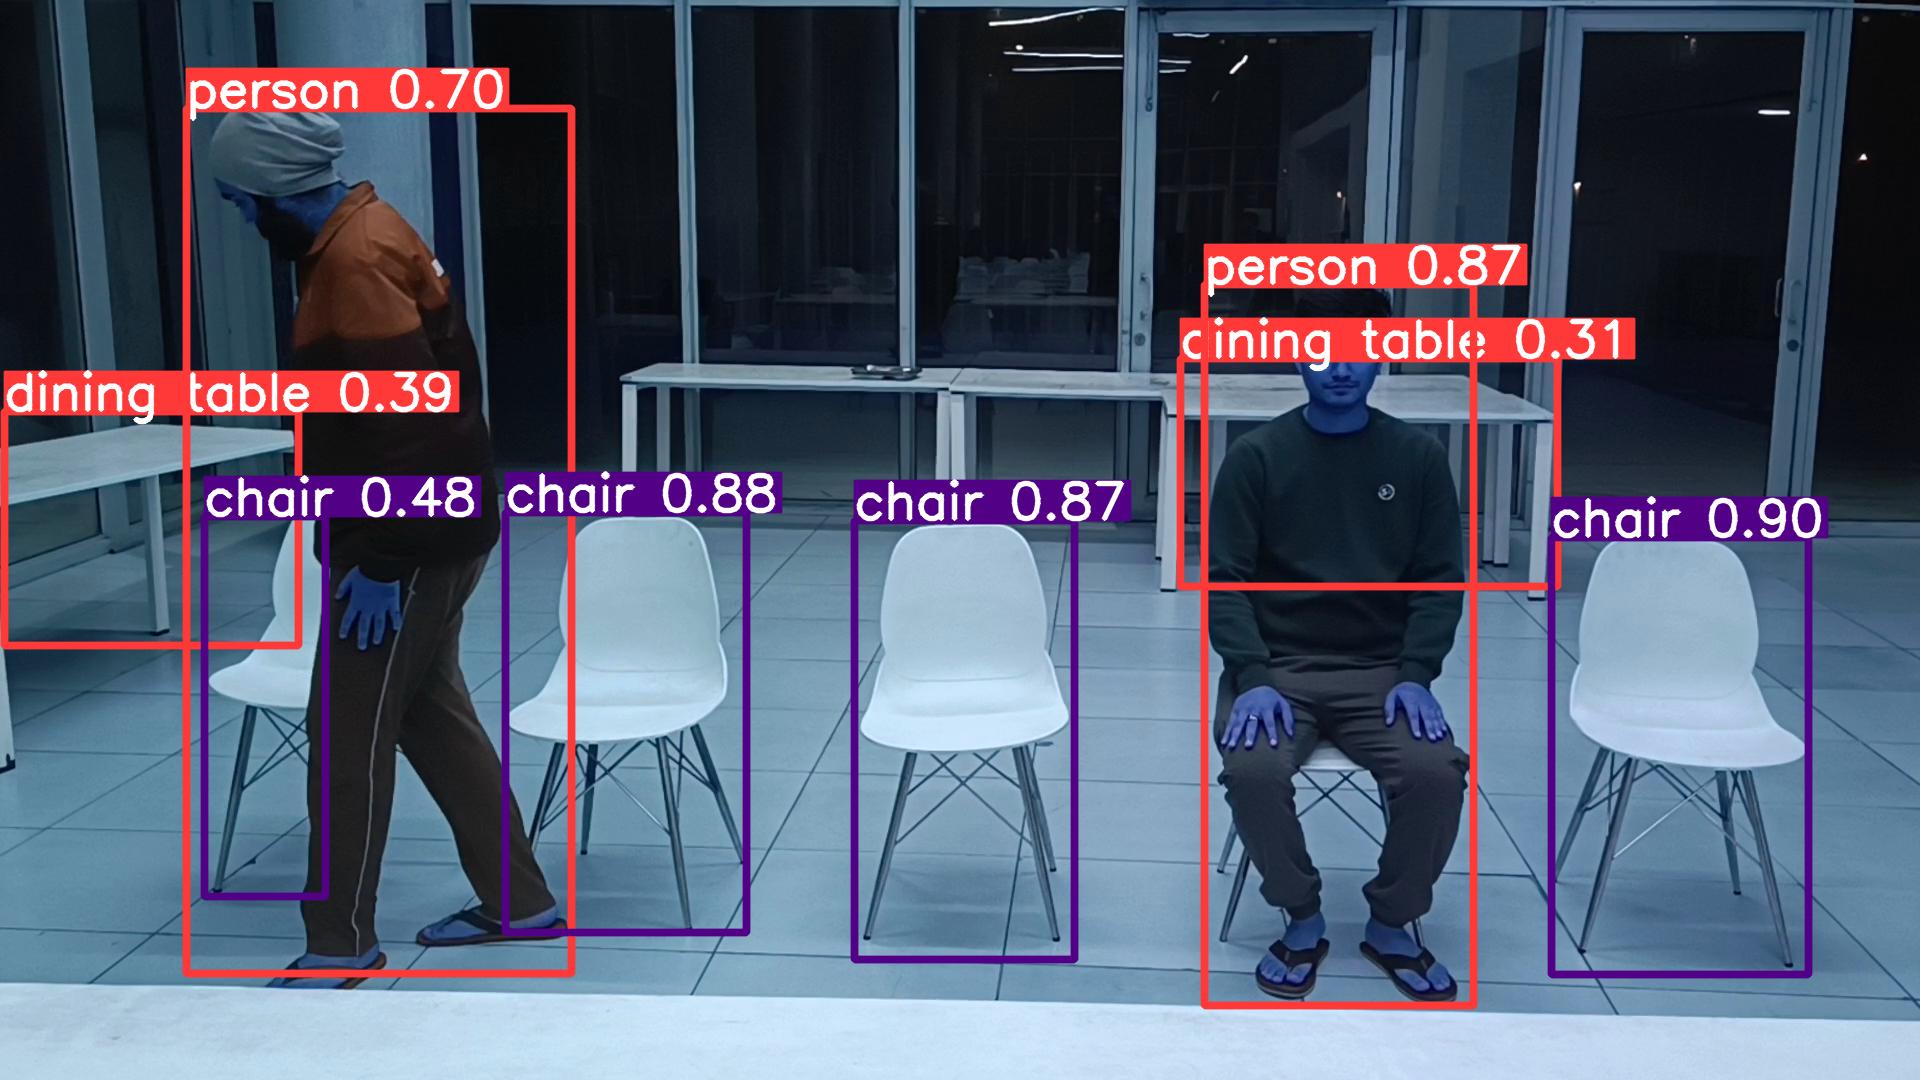 person 0.70
person 0.87
dining table 0.31
dining table 0.39
chair 0.48
chair 0.88
chair 0.87
chair 0.90